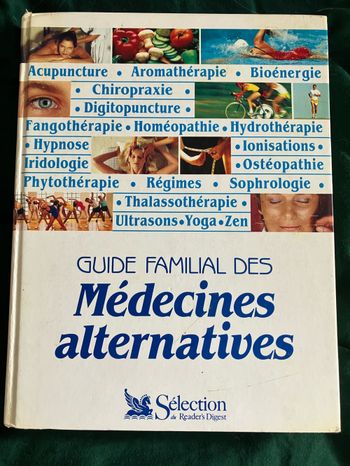 Acupuncture • Aromathérapie • Bioénergie
• Chiropraxie •
• Digitopuncture •
Fangothérapie • Homéopathie • Hydrothérapie
• Hypnose • Ionisations •
Iridologie • Ostéopathie
Phytothérapie • Régimes • Sophrologie •
• Thalassothérapie •
Ultrasons • Yoga • Zen
GUIDE FAMILIAL DES
Médecines
alternatives
Sélection
du Reader's Digest